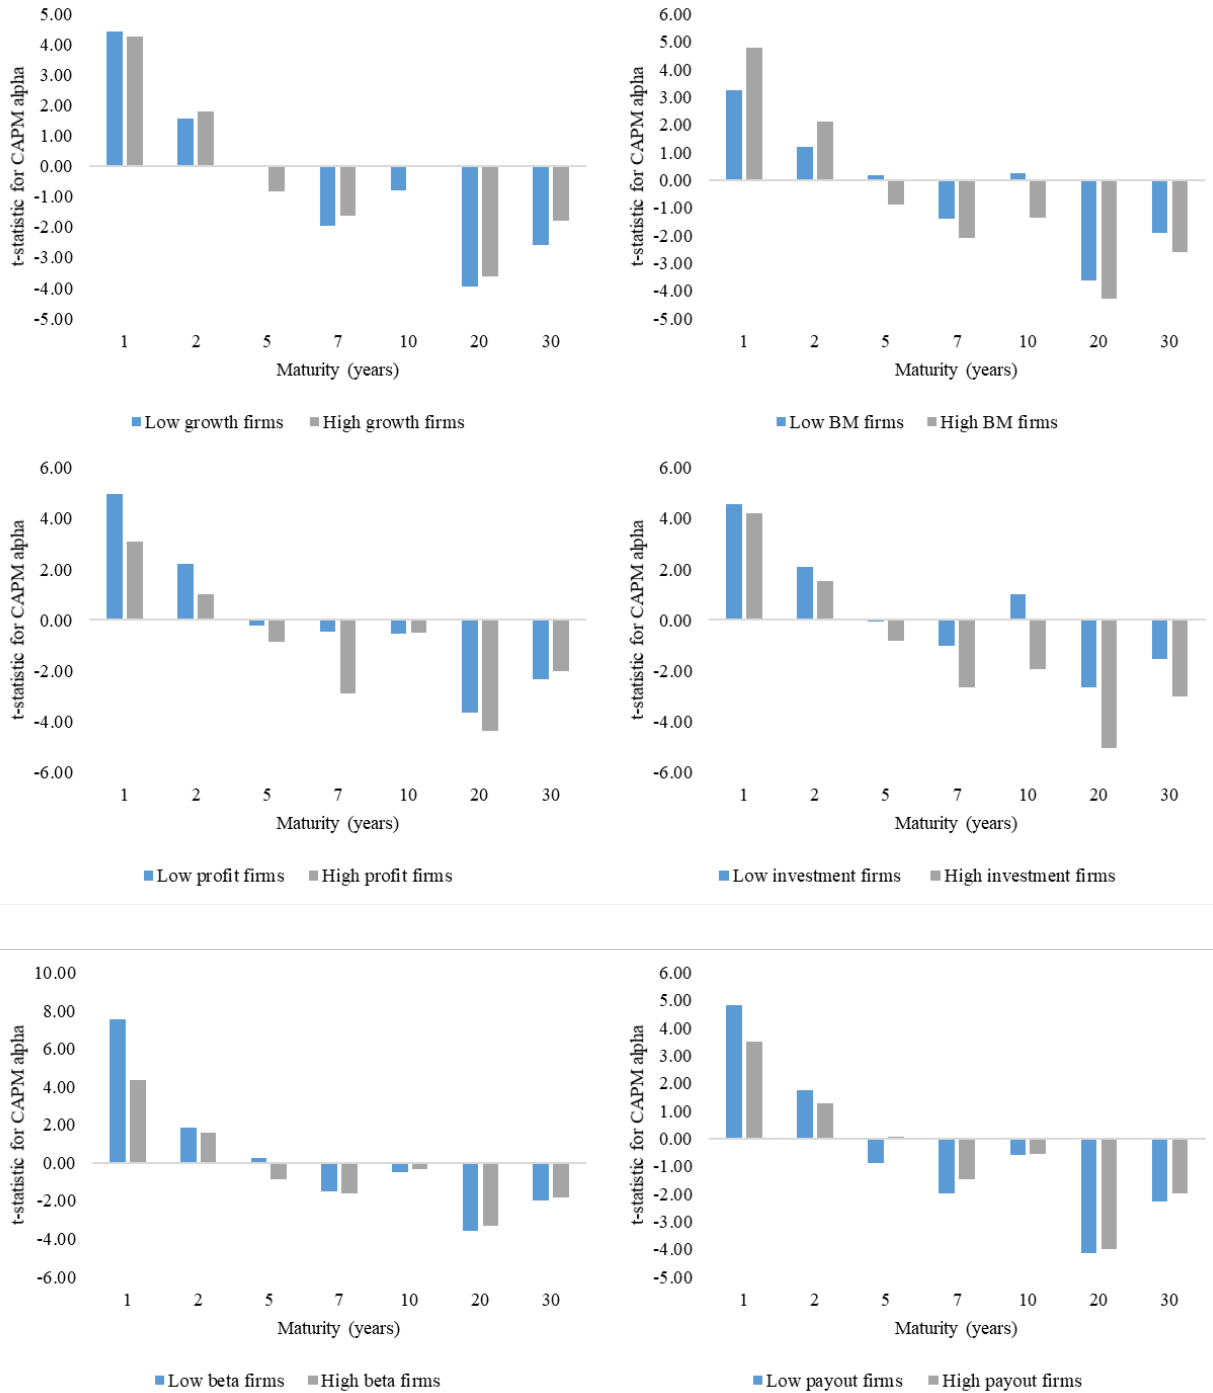 t-statistic for CAPM alpha
5.00
4.00
3.00
2.00
1.00
0.00
-1.00
-2.00
-3.00
-4.00
-5.00
1 2 5 7 10 20 30
Maturity (years)
Low growth firms High growth firms
t-statistic for CAPM alpha
6.00
5.00
4.00
3.00
2.00
1.00
0.00
-1.00
-2.00
-3.00
-4.00
-5.00
1 2 5 7 10 20 30
Maturity (years)
Low BM firms High BM firms
t-statistic for CAPM alpha
6.00
4.00
2.00
0.00
-2.00
-4.00
-6.00
1 2 5 7 10 20 30
Maturity (years)
Low profit firms High profit firms
t-statistic for CAPM alpha
6.00
4.00
2.00
0.00
-2.00
-4.00
-6.00
1 2 5 7 10 20 30
Maturity (years)
Low investment firms High investment firms
t-statistic for CAPM alpha
10.00
8.00
6.00
4.00
2.00
0.00
-2.00
-4.00
-6.00
1 2 5 7 10 20 30
Maturity (years)
Low beta firms High beta firms
t-statistic for CAPM alpha
6.00
5.00
4.00
3.00
2.00
1.00
0.00
-1.00
-2.00
-3.00
-4.00
-5.00
1 2 5 7 10 20 30
Maturity (years)
Low payout firms High payout firms